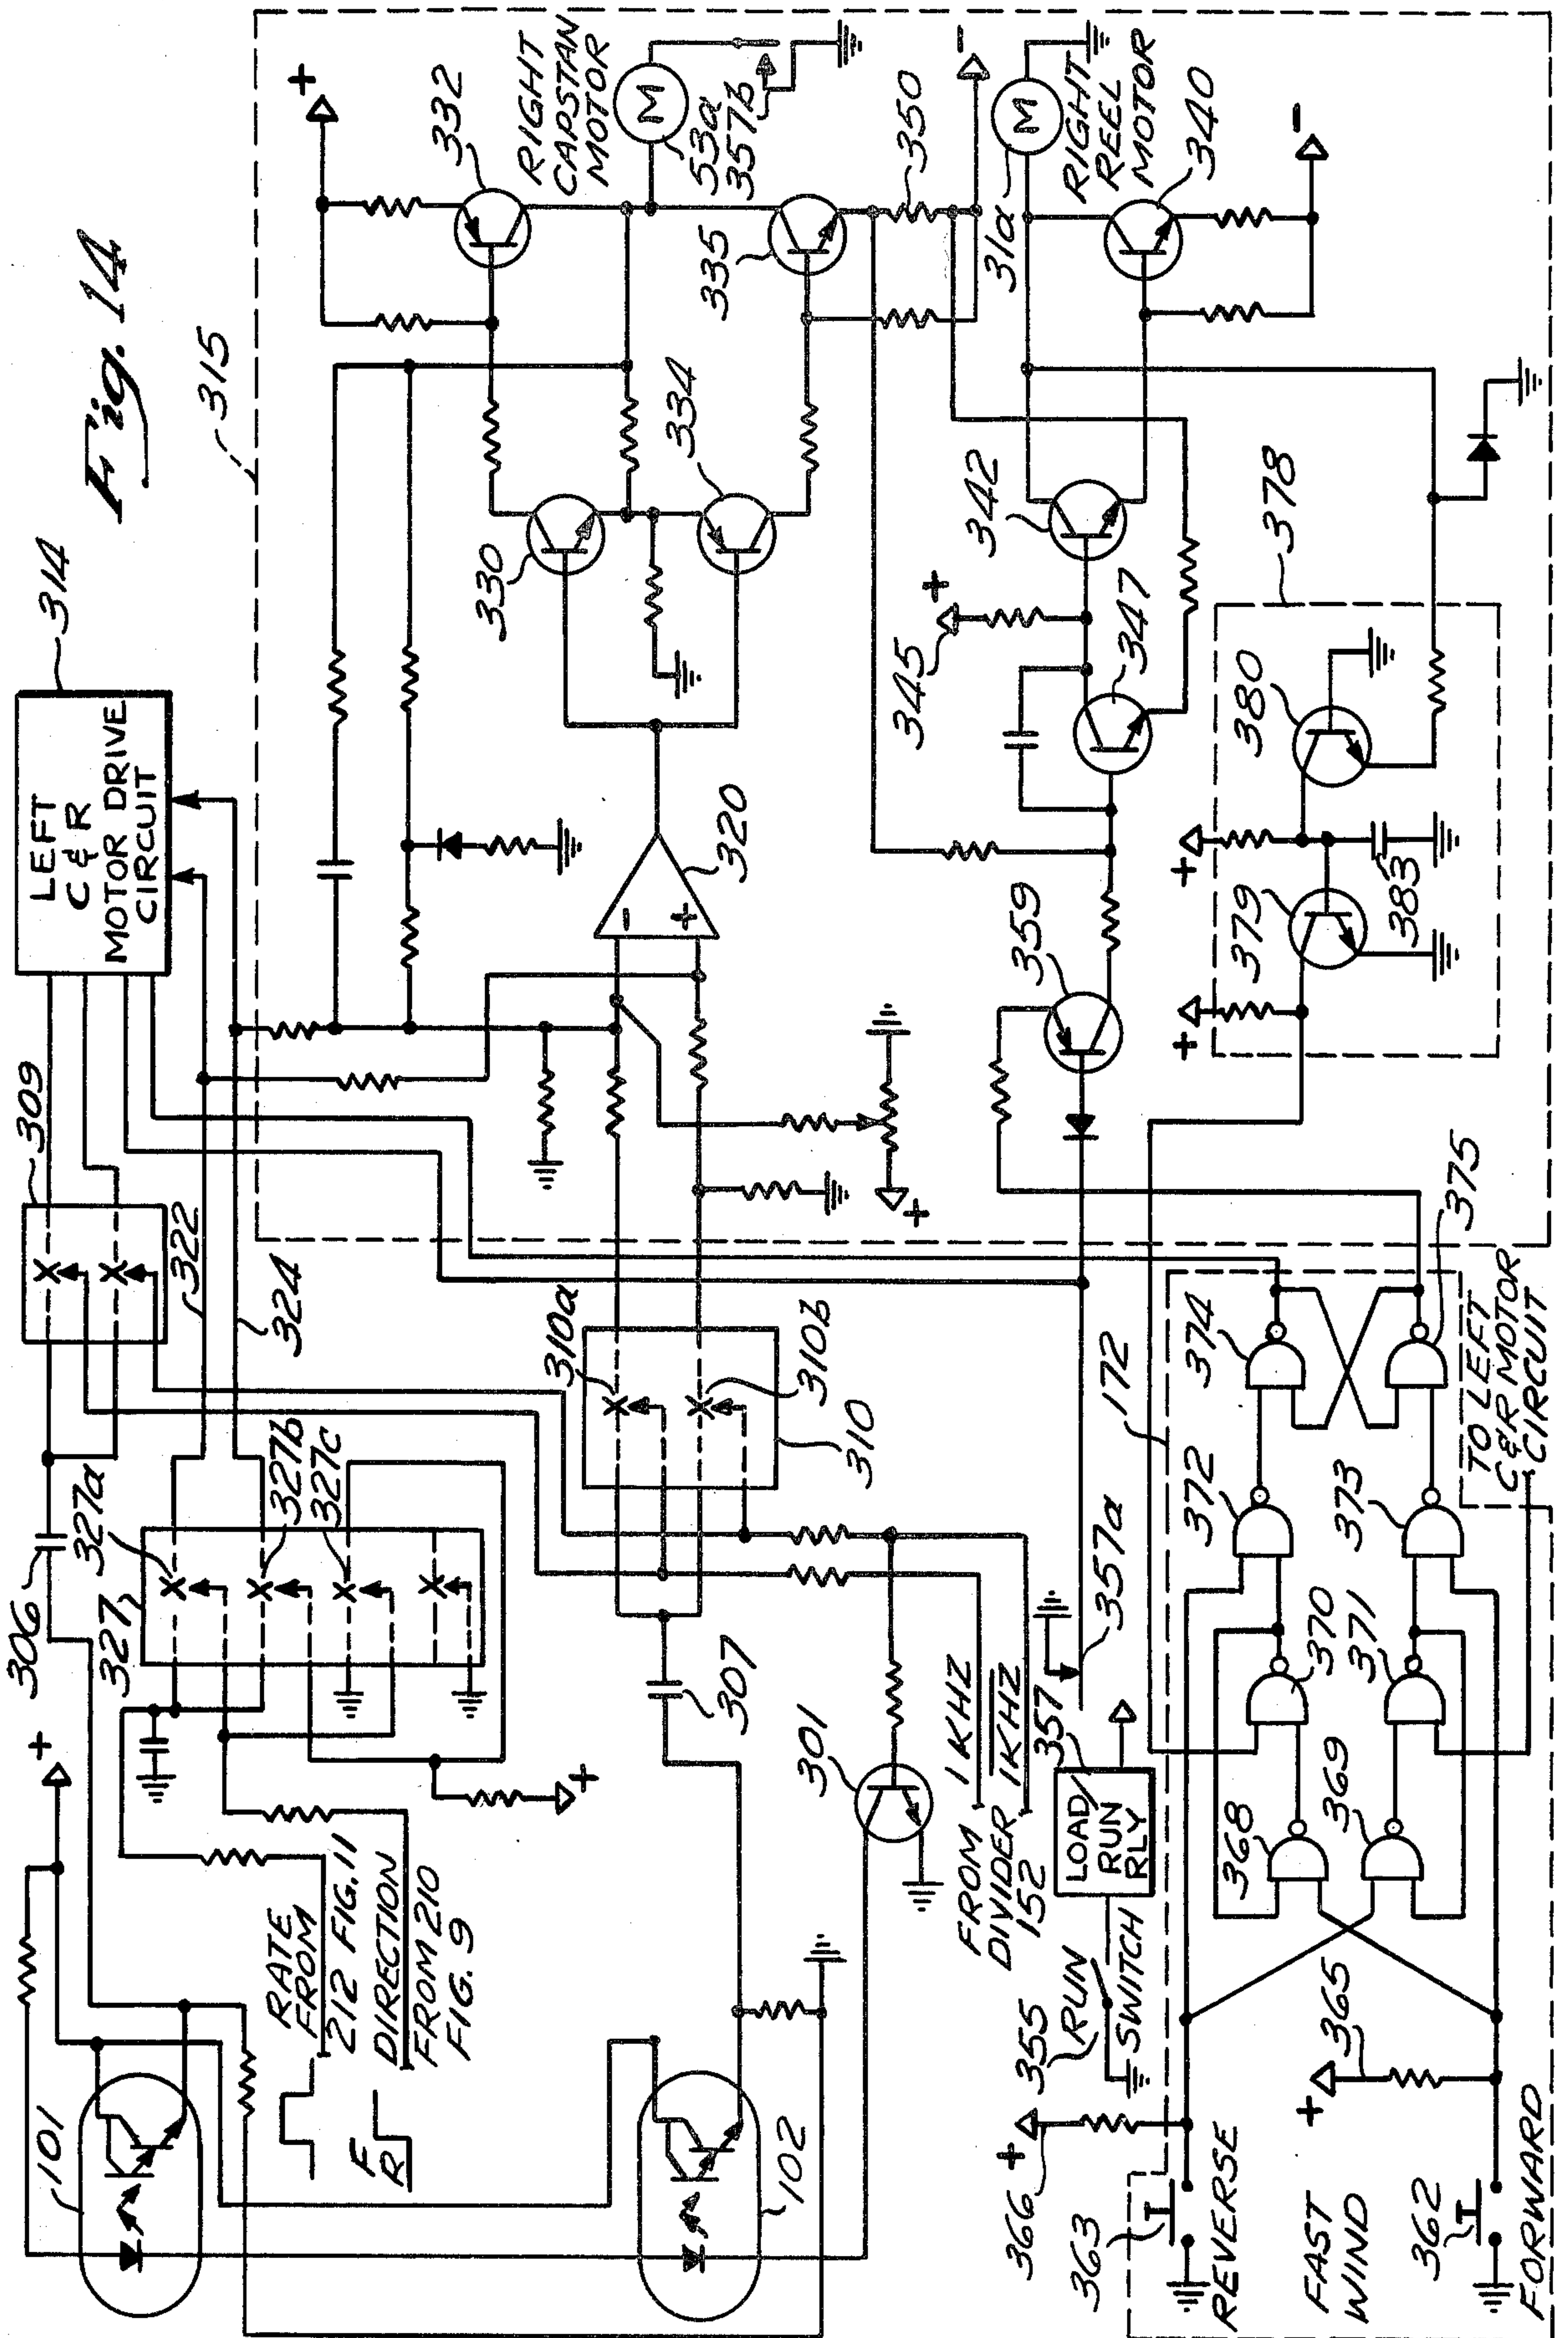 Fig. 14
314
LEFT
C & R
MOTOR DRIVE
CIRCUIT
315
309
+
332
RIGHT
CAPSTAN
MOTOR
M
53a
357b
322
324
330
334
335
-
+
320
350
-
M
31a
RIGHT
REEL
MOTOR
340
-
306
327
327a
327b
327c
310a
310b
310
+
345
+
342
347
359
378
380
379
383
+
+
+
+
101
RATE
FROM
212 FIG. 11
DIRECTION
FROM 210
FIG. 9
F
R
102
307
301
1 KHZ
1 KHZ
FROM
DIVIDER
152
357
LOAD/
RUN
RLY
357a
355
RUN
SWITCH
172
374
375
372
373
370
371
368
369
TO LEFT
C & R MOTOR
CIRCUIT
366
+
363
REVERSE
365
+
FAST
WIND
362
FORWARD